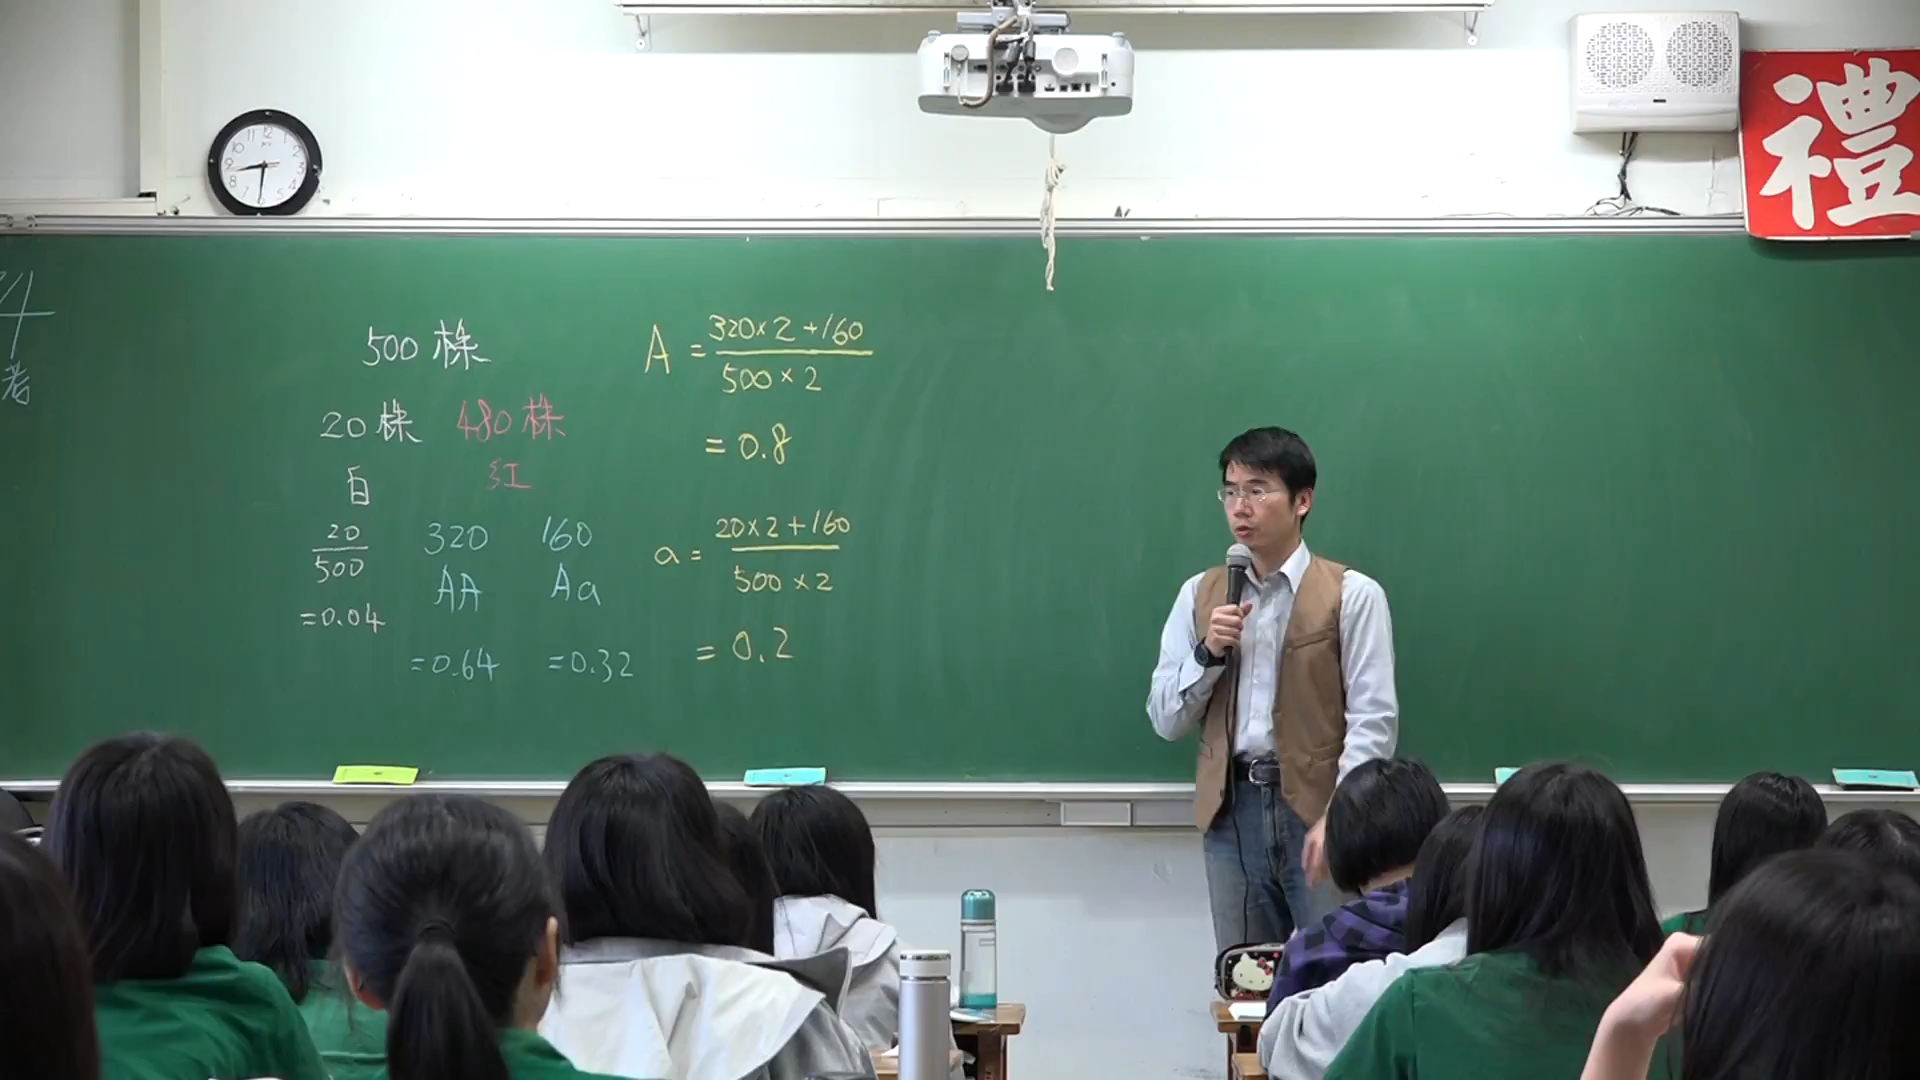 500株
20株 480株
白 紅
20/500 320 160
AA Aa
=0.04
=0.64 =0.32
A = (320×2+160)/(500×2)
= 0.8
a = (20×2+160)/(500×2)
= 0.2
考
禮